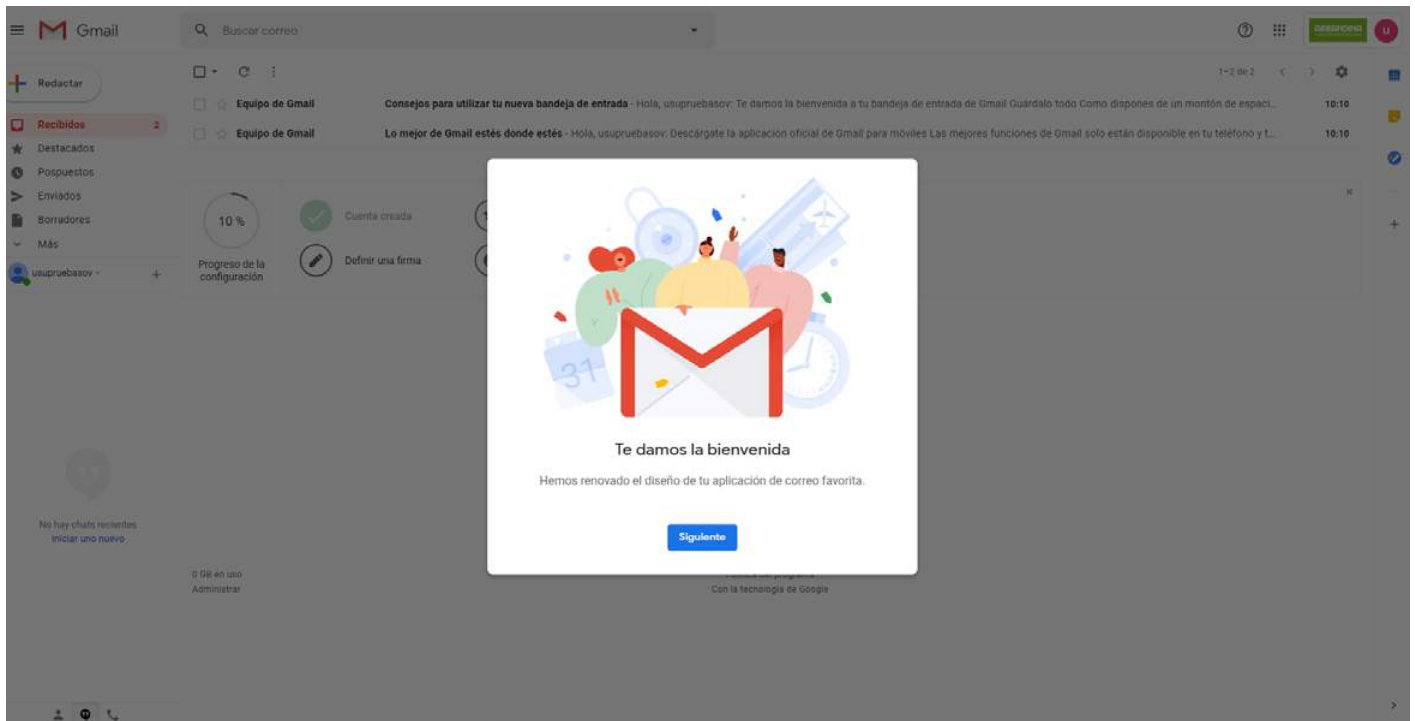 Gmail
Buscar correo
Redactar
1-2 de 2
Equipo de Gmail Consejos para utilizar tu nueva bandeja de entrada - Hola, usupruebasov: Te damos la bienvenida a tu bandeja de entrada de Gmail Guárdalo todo Como dispones de un montón de espaci... 10:10
Recibidos 2
Equipo de Gmail Lo mejor de Gmail estés donde estés - Hola, usupruebasov: Descárgate la aplicación oficial de Gmail para móviles Las mejores funciones de Gmail solo están disponible en tu teléfono y t... 10:10
Destacados
Pospuestos
Enviados
Borradores
Más
usupruebasov
10 %
Progreso de la
configuración
Cuenta creada
Definir una firma
31
Te damos la bienvenida
Hemos renovado el diseño de tu aplicación de correo favorita.
Siguiente
No hay chats recientes
Iniciar uno nuevo
0 GB en uso
Administrar
Con la tecnología de Google
u